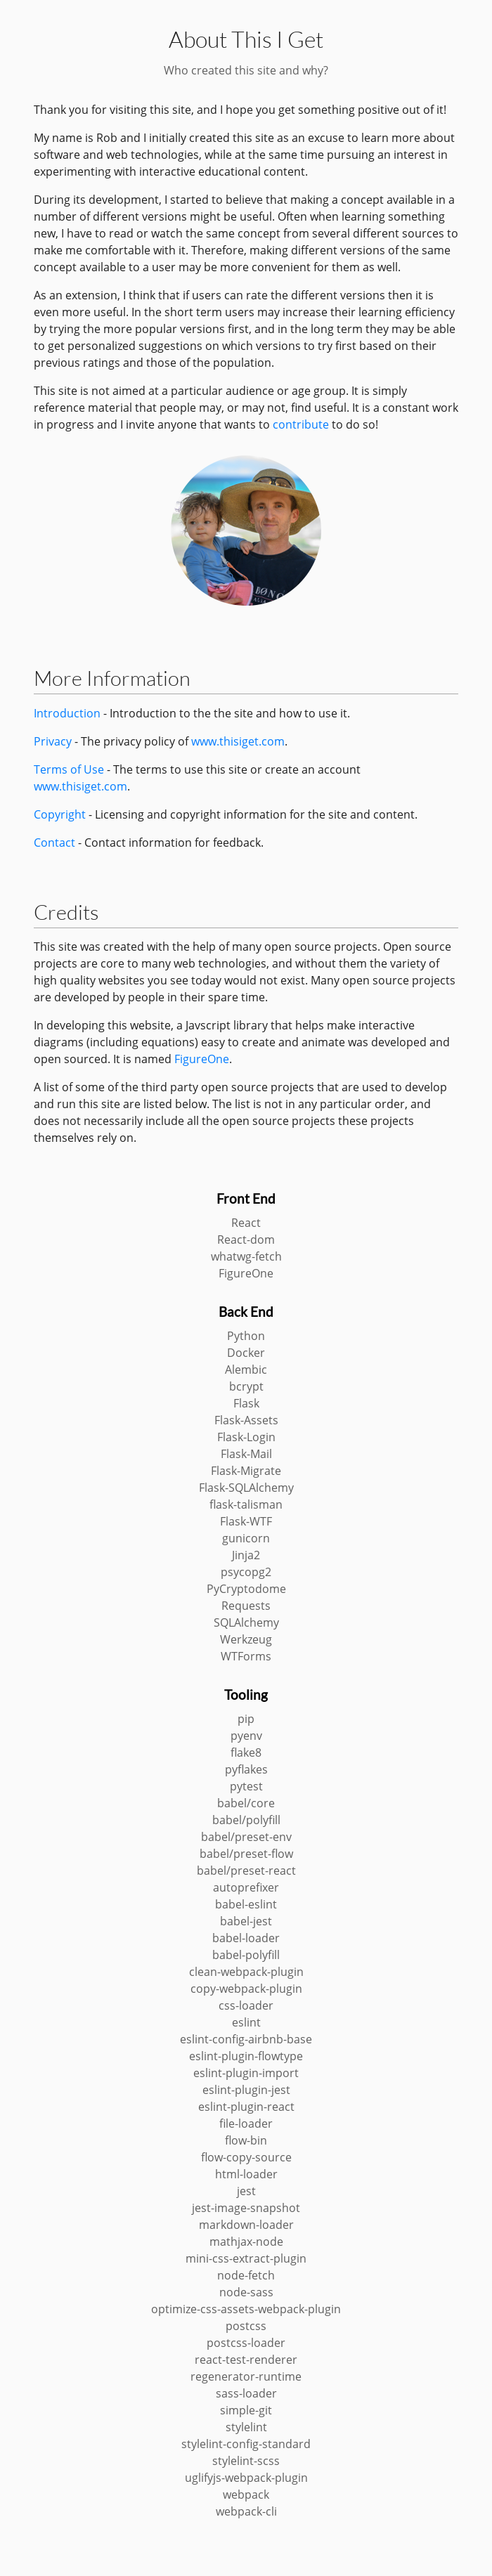 About This I Get
Who created this site and why?
Thank you for visiting this site, and I hope you get something positive out of it!
My name is Rob and I initially created this site as an excuse to learn more about
software and web technologies, while at the same time pursuing an interest in
experimenting with interactive educational content.
During its development, I started to believe that making a concept available in a
number of different versions might be useful. Often when learning something
new, I have to read or watch the same concept from several different sources to
make me comfortable with it. Therefore, making different versions of the same
concept available to a user may be more convenient for them as well.
As an extension, I think that if users can rate the different versions then it is
even more useful. In the short term users may increase their learning efficiency
by trying the more popular versions first, and in the long term they may be able
to get personalized suggestions on which versions to try first based on their
previous ratings and those of the population.
This site is not aimed at a particular audience or age group. It is simply
reference material that people may, or may not, find useful. It is a constant work
in progress and I invite anyone that wants to contribute to do so!
More Information
Introduction - Introduction to the the site and how to use it.
Privacy - The privacy policy of www.thisiget.com.
Terms of Use - The terms to use this site or create an account
www.thisiget.com.
Copyright - Licensing and copyright information for the site and content.
Contact - Contact information for feedback.
Credits
This site was created with the help of many open source projects. Open source
projects are core to many web technologies, and without them the variety of
high quality websites you see today would not exist. Many open source projects
are developed by people in their spare time.
In developing this website, a Javscript library that helps make interactive
diagrams (including equations) easy to create and animate was developed and
open sourced. It is named FigureOne.
A list of some of the third party open source projects that are used to develop
and run this site are listed below. The list is not in any particular order, and
does not necessarily include all the open source projects these projects
themselves rely on.
Front End
React
React-dom
whatwg-fetch
FigureOne
Back End
Python
Docker
Alembic
bcrypt
Flask
Flask-Assets
Flask-Login
Flask-Mail
Flask-Migrate
Flask-SQLAlchemy
flask-talisman
Flask-WTF
gunicorn
Jinja2
psycopg2
PyCryptodome
Requests
SQLAlchemy
Werkzeug
WTForms
Tooling
pip
pyenv
flake8
pyflakes
pytest
babel/core
babel/polyfill
babel/preset-env
babel/preset-flow
babel/preset-react
autoprefixer
babel-eslint
babel-jest
babel-loader
babel-polyfill
clean-webpack-plugin
copy-webpack-plugin
css-loader
eslint
eslint-config-airbnb-base
eslint-plugin-flowtype
eslint-plugin-import
eslint-plugin-jest
eslint-plugin-react
file-loader
flow-bin
flow-copy-source
html-loader
jest
jest-image-snapshot
markdown-loader
mathjax-node
mini-css-extract-plugin
node-fetch
node-sass
optimize-css-assets-webpack-plugin
postcss
postcss-loader
react-test-renderer
regenerator-runtime
sass-loader
simple-git
stylelint
stylelint-config-standard
stylelint-scss
uglifyjs-webpack-plugin
webpack
webpack-cli